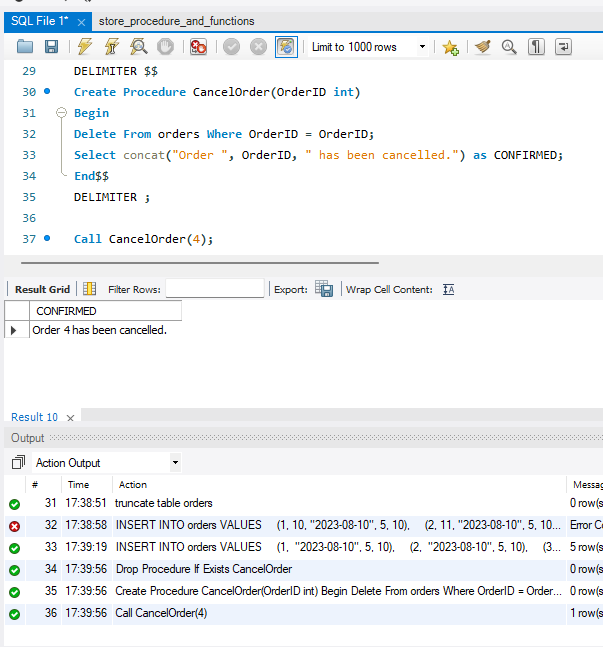 SQL File 1* × store_procedure_and_functions
Limit to 1000 rows
29 DELIMITER $$
30 Create Procedure CancelOrder(OrderID int)
31 Begin
32 Delete From orders Where OrderID = OrderID;
33 Select concat("Order ", OrderID, " has been cancelled.") as CONFIRMED;
34 End$$
35 DELIMITER ;
36
37 Call CancelOrder(4);
Result Grid Filter Rows: Export: Wrap Cell Content:
CONFIRMED
Order 4 has been cancelled.
Result 10 ×
Output
Action Output
# Time Action Messag
31 17:38:51 truncate table orders 0 row(s
32 17:38:58 INSERT INTO orders VALUES (1, 10, "2023-08-10", 5, 10), (2, 11, "2023-08-10", 5, 10... Error Co
33 17:39:19 INSERT INTO orders VALUES (1, "2023-08-10", 5, 10), (2, "2023-08-10", 5, 10), (3... 5 row(s
34 17:39:56 Drop Procedure If Exists CancelOrder 0 row(s
35 17:39:56 Create Procedure CancelOrder(OrderID int) Begin Delete From orders Where OrderID = Order... 0 row(s
36 17:39:56 Call CancelOrder(4) 1 row(s